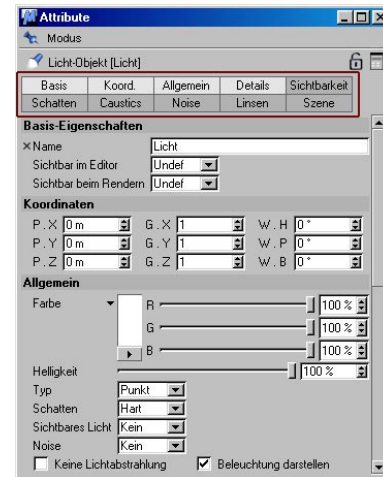 Attribute
Modus
Licht-Objekt [Licht]
Basis Koord. Allgemein Details Sichtbarkeit
Schatten Caustics Noise Linsen Szene
Basis-Eigenschaften
Name Licht
Sichtbar im Editor Undef
Sichtbar beim Rendern Undef
Koordinaten
P . X 0 m G . X 1 W . H 0 °
P . Y 0 m G . Y 1 W . P 0 °
P . Z 0 m G . Z 1 W . B 0 °
Allgemein
Farbe R 100 %
G 100 %
B 100 %
Helligkeit 100 %
Typ Punkt
Schatten Hart
Sichtbares Licht Kein
Noise Kein
Keine Lichtabstrahlung Beleuchtung darstellen